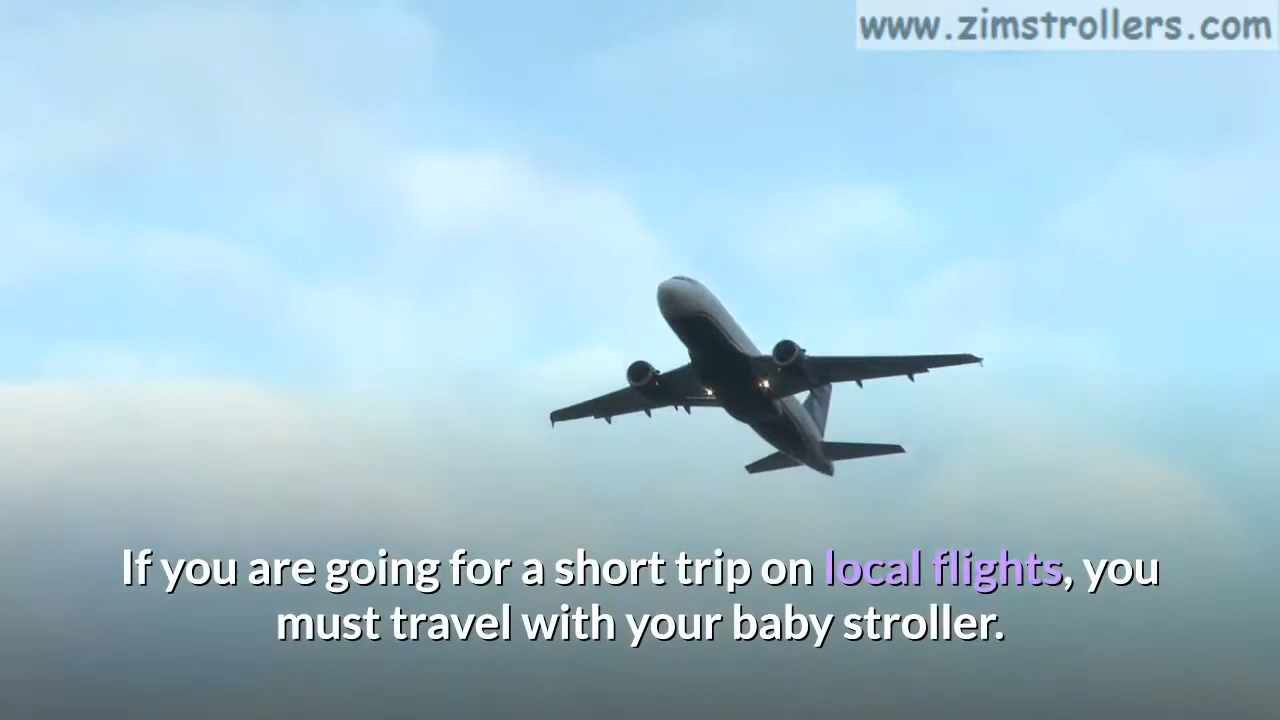 www.zimstrollers.com
If you are going for a short trip on local flights, you
must travel with your baby stroller.